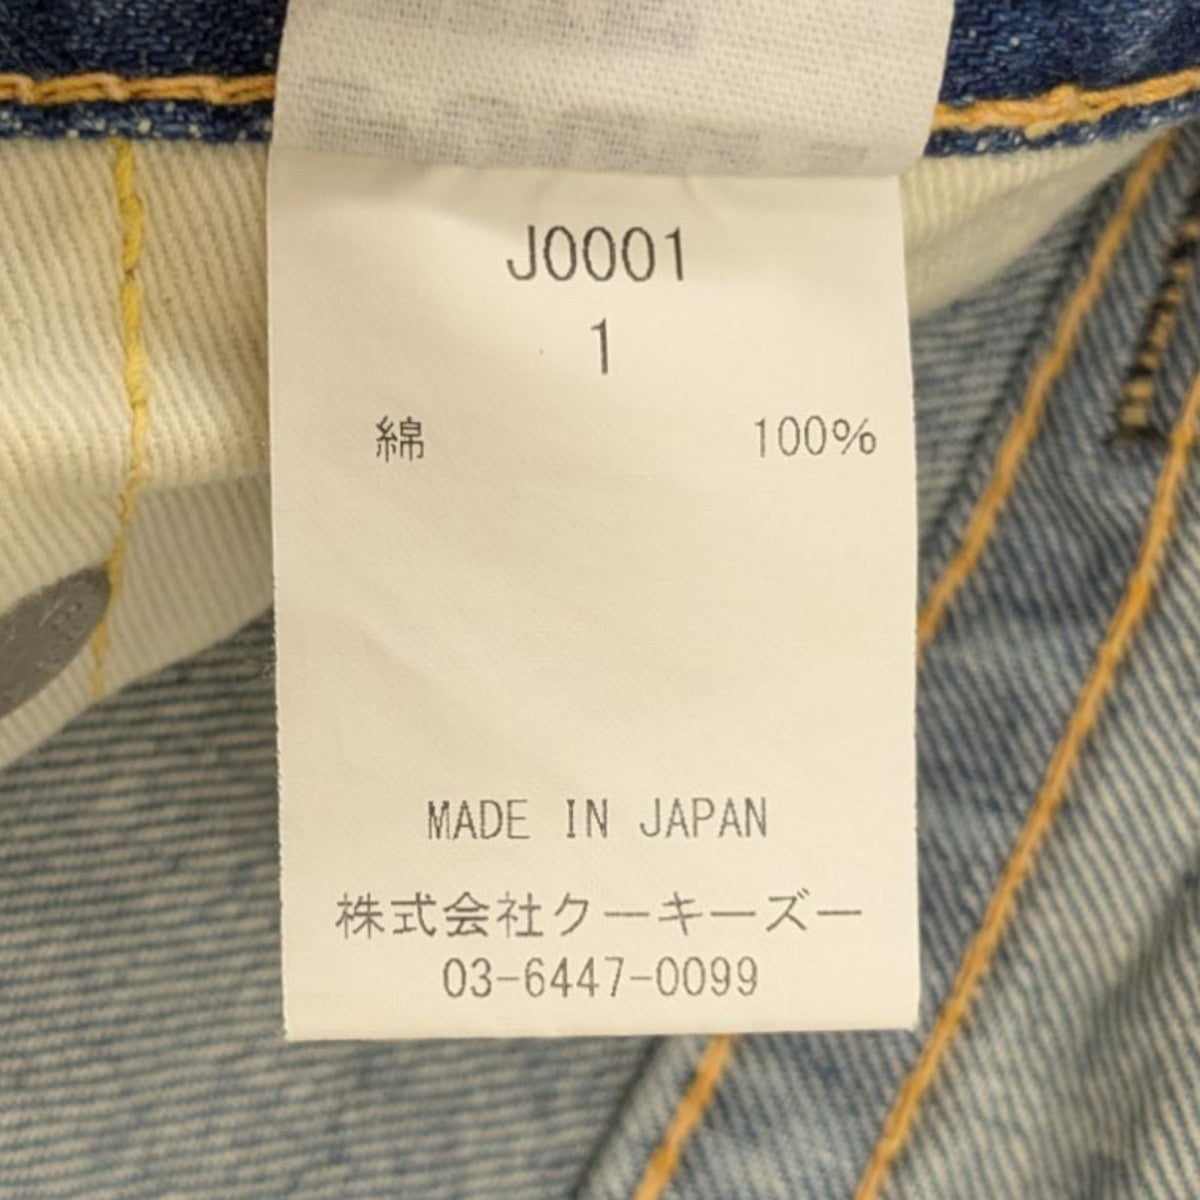 J0001
1
綿 100%
MADE IN JAPAN
株式会社クーキーズー
03-6447-0099